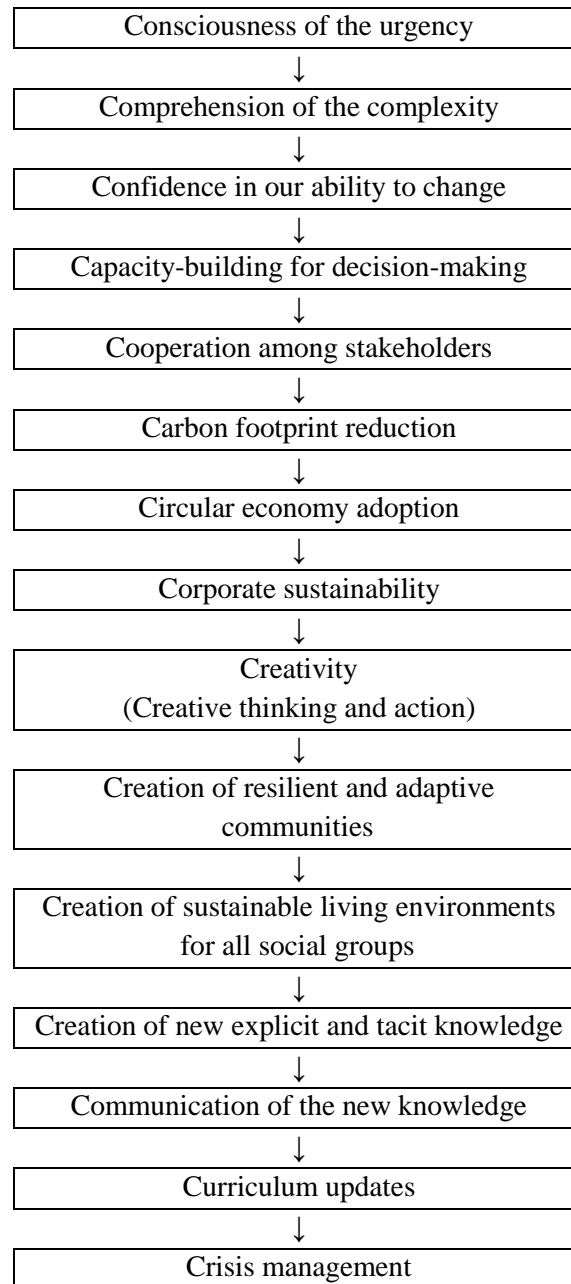 Consciousness of the urgency
↓
Comprehension of the complexity
↓
Confidence in our ability to change
↓
Capacity-building for decision-making
↓
Cooperation among stakeholders
↓
Carbon footprint reduction
↓
Circular economy adoption
↓
Corporate sustainability
↓
Creativity
(Creative thinking and action)
↓
Creation of resilient and adaptive
communities
↓
Creation of sustainable living environments
for all social groups
↓
Creation of new explicit and tacit knowledge
↓
Communication of the new knowledge
↓
Curriculum updates
↓
Crisis management